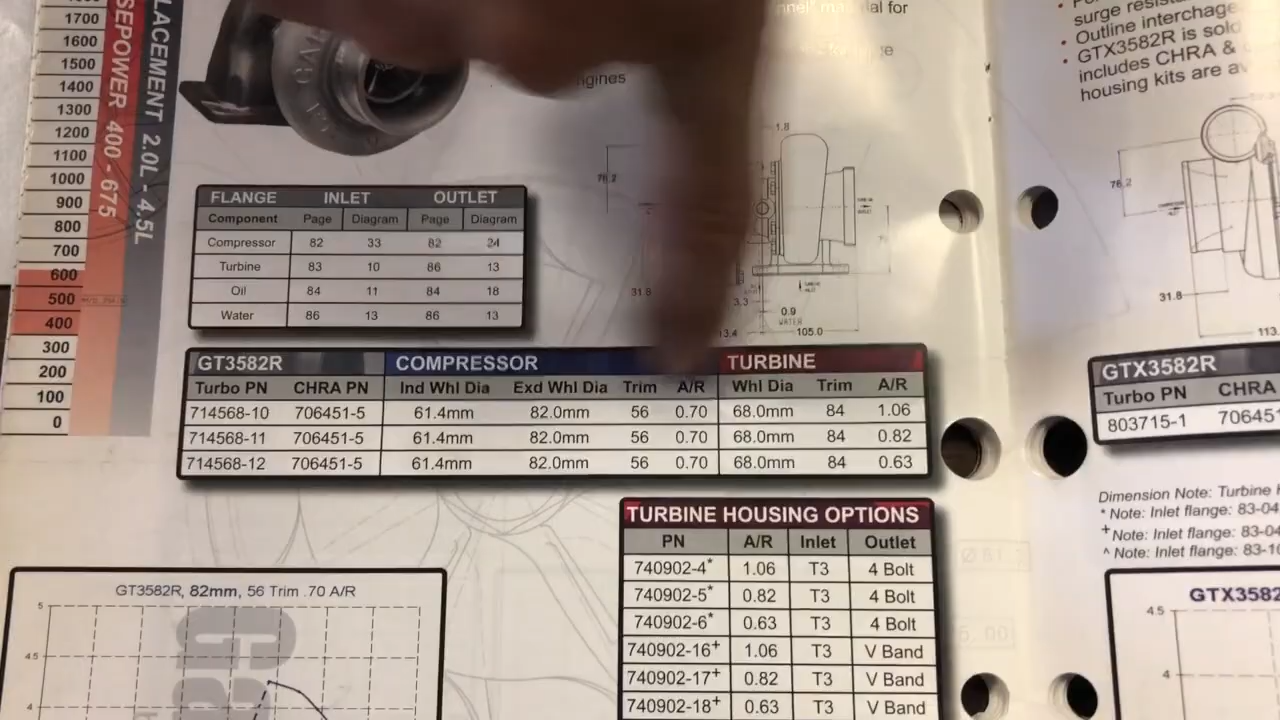 1700
1600
1500
1400
1300
1200
1100
1000
900
800
700
600
500
400
300
200
100
0
SEPOWER 400 - 675
LACEMENT 2.0L - 4.5L
nnel" al for
ngines
FLANGE INLET OUTLET
Component Page Diagram Page Diagram
Compressor 82 33 82 24
Turbine 83 10 86 13
Oil 84 11 84 18
Water 86 13 86 13
1.8
31.8
3.3
0.9
WATER
13.4
105.0
GT3582R COMPRESSOR TURBINE
Turbo PN CHRA PN Ind Whl Dia Exd Whl Dia Trim A/R Whl Dia Trim A/R
714568-10 706451-5 61.4mm 82.0mm 56 0.70 68.0mm 84 1.06
714568-11 706451-5 61.4mm 82.0mm 56 0.70 68.0mm 84 0.82
714568-12 706451-5 61.4mm 82.0mm 56 0.70 68.0mm 84 0.63
TURBINE HOUSING OPTIONS
PN A/R Inlet Outlet
740902-4* 1.06 T3 4 Bolt
740902-5* 0.82 T3 4 Bolt
740902-6* 0.63 T3 4 Bolt
740902-16+ 1.06 T3 V Band
740902-17+ 0.82 T3 V Band
740902-18+ 0.63 T3 V Band
GT3582R, 82mm, 56 Trim .70 A/R
5
4.5
4
surge resista
• Outline interchage
• GTX3582R is sold
includes CHRA &
housing kits are av
76.2
31.8
113.
GTX3582R
Turbo PN CHRA
803715-1 706451
Dimension Note: Turbine
* Note: Inlet flange: 83-04
+ Note: Inlet flange: 83-04
^ Note: Inlet flange: 83-10
GTX3582
4.5
4